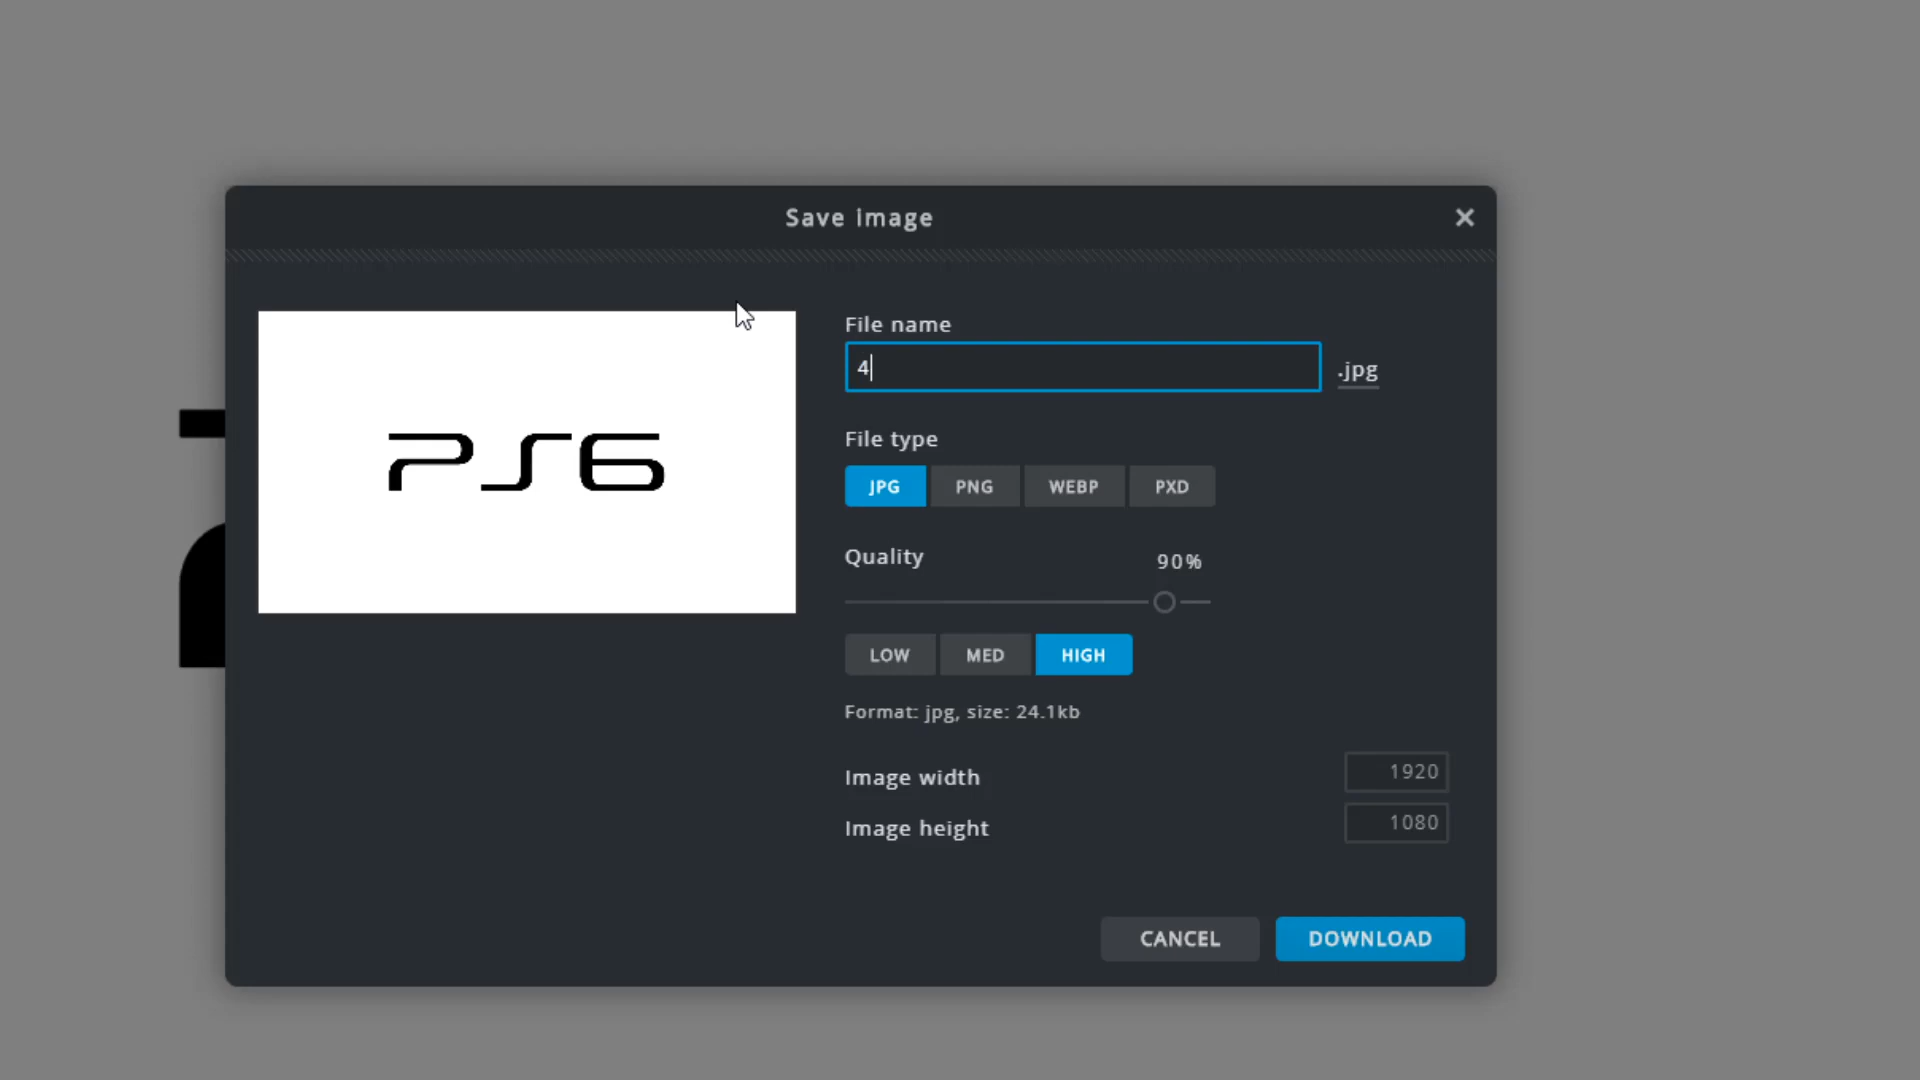 Save image
PS6
File name
4
.jpg
File type
JPG PNG WEBP PXD
Quality
90%
LOW MED HIGH
Format: jpg, size: 24.1kb
Image width 1920
Image height 1080
CANCEL DOWNLOAD